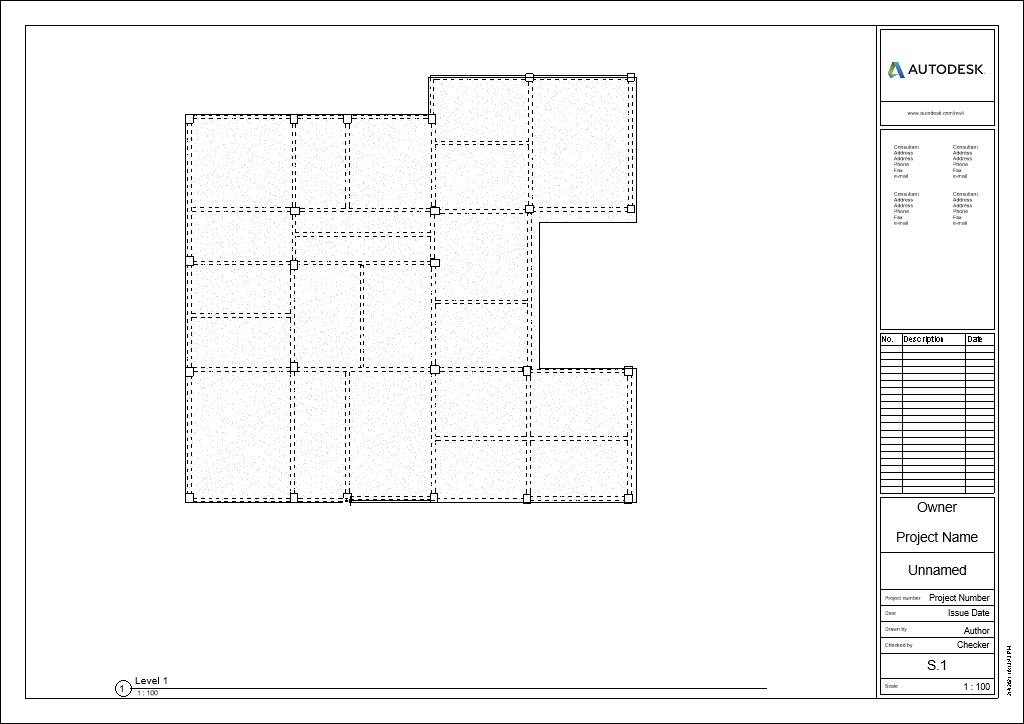 AUTODESK.
www.autodesk.com/revit
Consultant
Address
Address
Phone
Fax
e-mail
Consultant
Address
Address
Phone
Fax
e-mail
Consultant
Address
Address
Phone
Fax
e-mail
Consultant
Address
Address
Phone
Fax
e-mail
No. Description Date
Owner
Project Name
Unnamed
Project number Project Number
Date Issue Date
Drawn by Author
Checked by Checker
S.1
Scale 1 : 100
1 Level 1
1 : 100